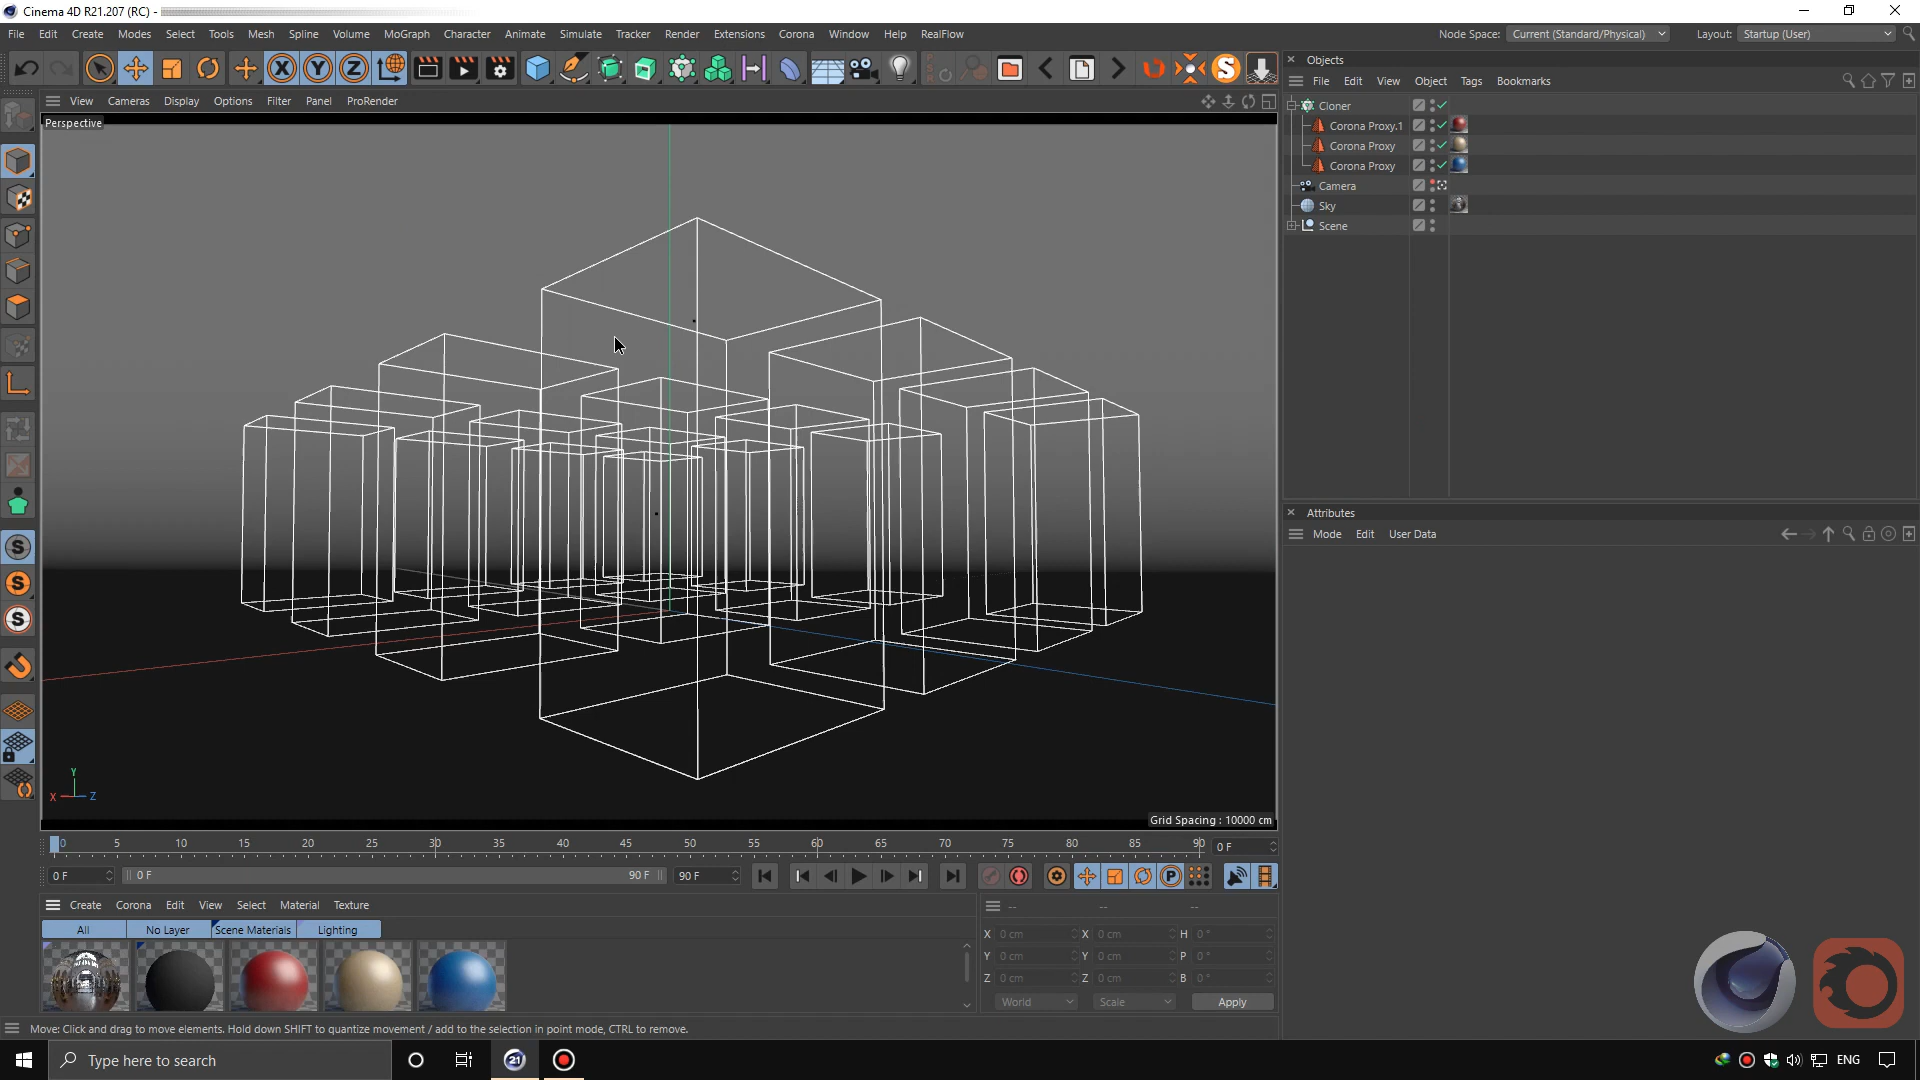 Cinema 4D R21.207 (RC) -
File Edit Create Modes Select Tools Mesh Spline Volume MoGraph Character Animate Simulate Tracker Render Extensions Corona Window Help RealFlow
Node Space: Current (Standard/Physical) Layout: Startup (User)
X Y Z S
Objects
File Edit View Object Tags Bookmarks
View Cameras Display Options Filter Panel ProRender
Perspective
Cloner
Corona Proxy.1
Corona Proxy
Corona Proxy
Camera
Sky
Scene
Attributes
Mode Edit User Data
S
S
S
Y
X Z
Grid Spacing : 10000 cm
0 5 10 15 20 25 30 35 40 45 50 55 60 65 70 75 80 85 90 0 F
0 F 0 F 90 F 90 F P
Create Corona Edit View Select Material Texture
All No Layer Scene Materials Lighting
-- -- --
X 0 cm X 0 cm H 0 °
Y 0 cm Y 0 cm P 0 °
Z 0 cm Z 0 cm B 0 °
World Scale Apply
Move: Click and drag to move elements. Hold down SHIFT to quantize movement / add to the selection in point mode, CTRL to remove.
Type here to search 21 ENG